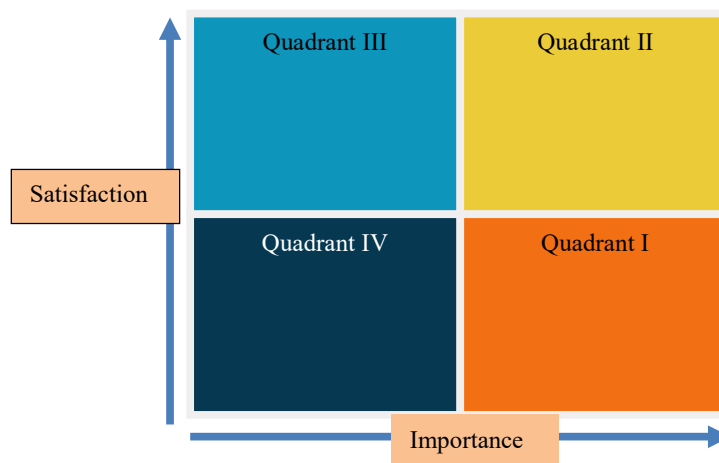 Quadrant III
Quadrant II
Satisfaction
Quadrant IV
Quadrant I
Importance